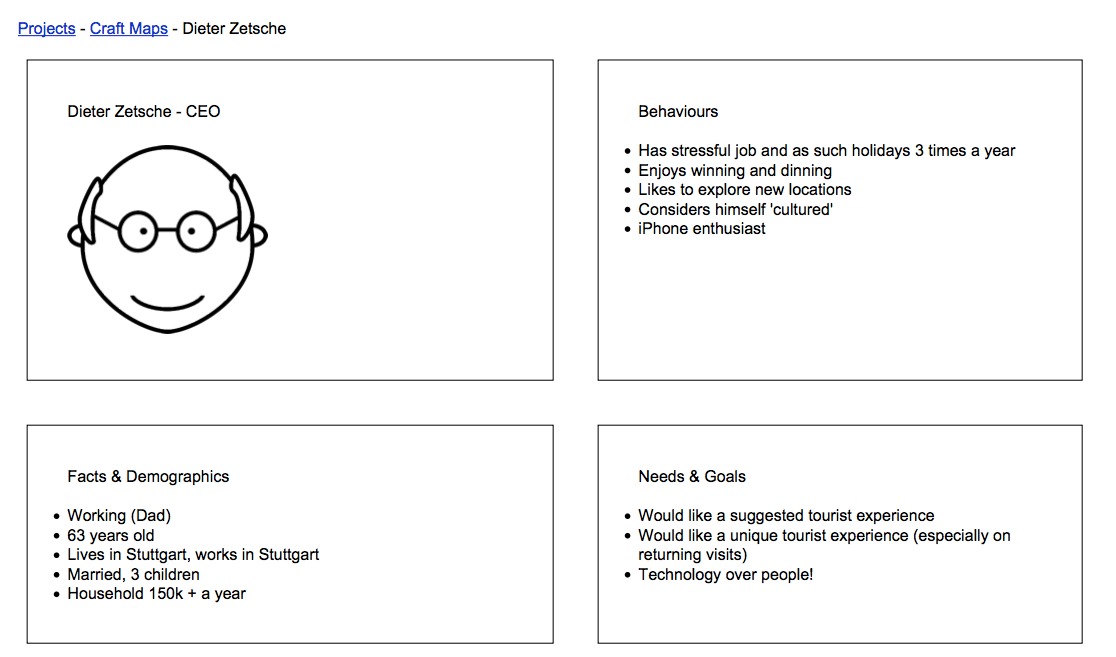 Projects - Craft Maps - Dieter Zetsche
Dieter Zetsche - CEO
Behaviours
• Has stressful job and as such holidays 3 times a year
• Enjoys winning and dinning
• Likes to explore new locations
• Considers himself 'cultured'
• iPhone enthusiast
Facts & Demographics
• Working (Dad)
• 63 years old
• Lives in Stuttgart, works in Stuttgart
• Married, 3 children
• Household 150k + a year
Needs & Goals
• Would like a suggested tourist experience
• Would like a unique tourist experience (especially on
returning visits)
• Technology over people!